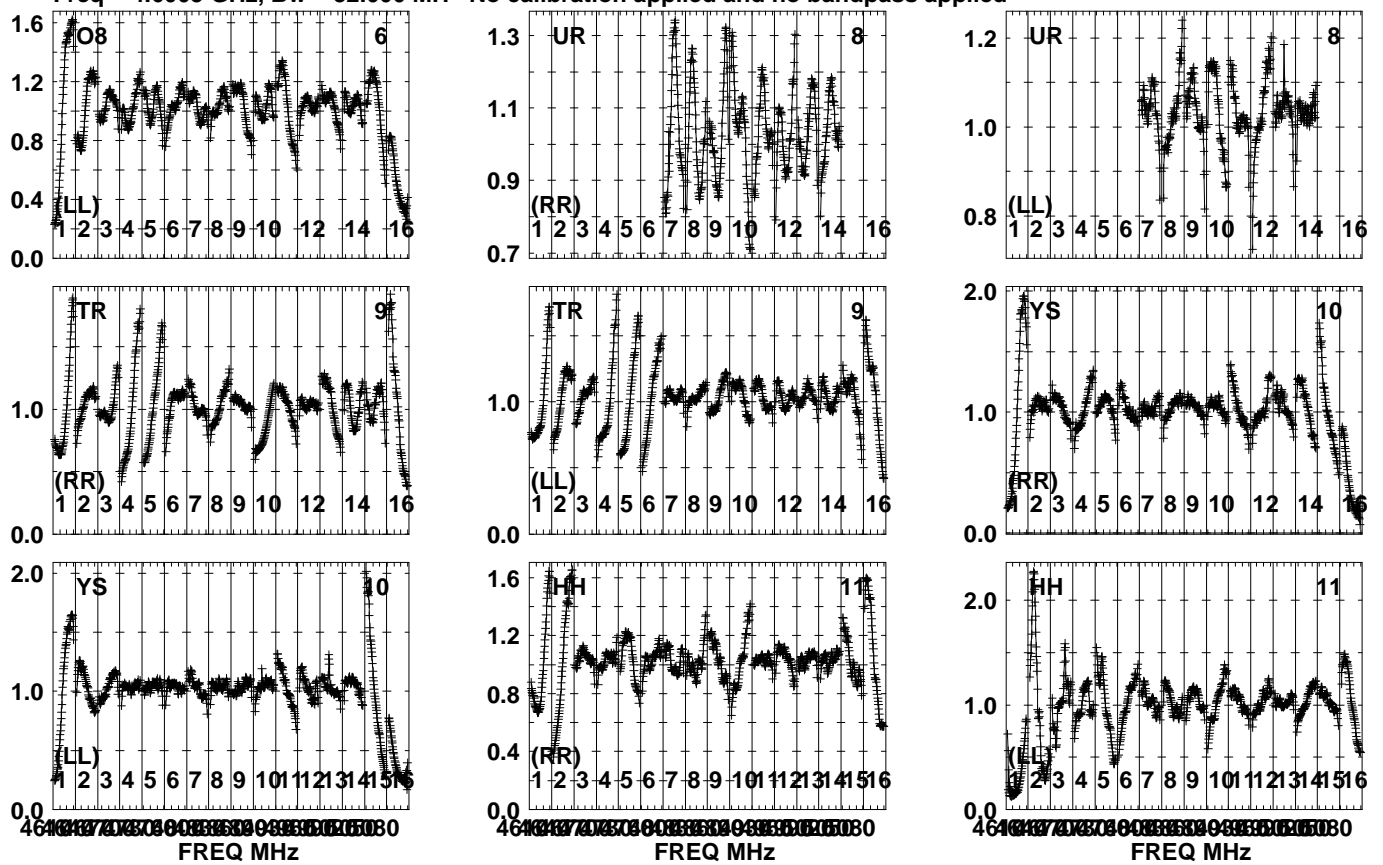 No calibration applied and no bandpass applied
1.6 O8 6
1.2
0.8
0.4 (LL)
1 2 3 4 5 6 7 8 9 10 12 14 16
0.0
1.3 UR 8
1.1
0.9
(RR)
0.7 7 8 10 12 14
1.2 UR 8
1.0
0.8 (LL)
1 2 3 4 5 6 7 8 9 10 12 14 16
TR 9
1.0
(RR)
1 2 3 4 5 6 7 8 9 10 12 14 16
0.0
TR 9
1.0
(LL)
1 2 3 4 5 6 7 8 9 10 12 14 16
0.0
2.0 YS 10
1.0
(RR)
1 2 3 4 5 6 7 8 9 10 12 14 16
0.0
2.0 YS 10
1.0
(LL)
1 2 3 4 5 6 7 8 9 10 11 12 13 14 15 16
0.0
1.6 HH 11
1.2
0.8
0.4 (RR)
1 2 3 4 5 6 7 8 9 10 11 12 13 14 15 16
0.0
2.0 HH 11
1.0
(LL)
1 2 3 4 5 6 7 8 9 10 11 12 13 14 15 16
0.0
FREQ MHz
FREQ MHz
FREQ MHz